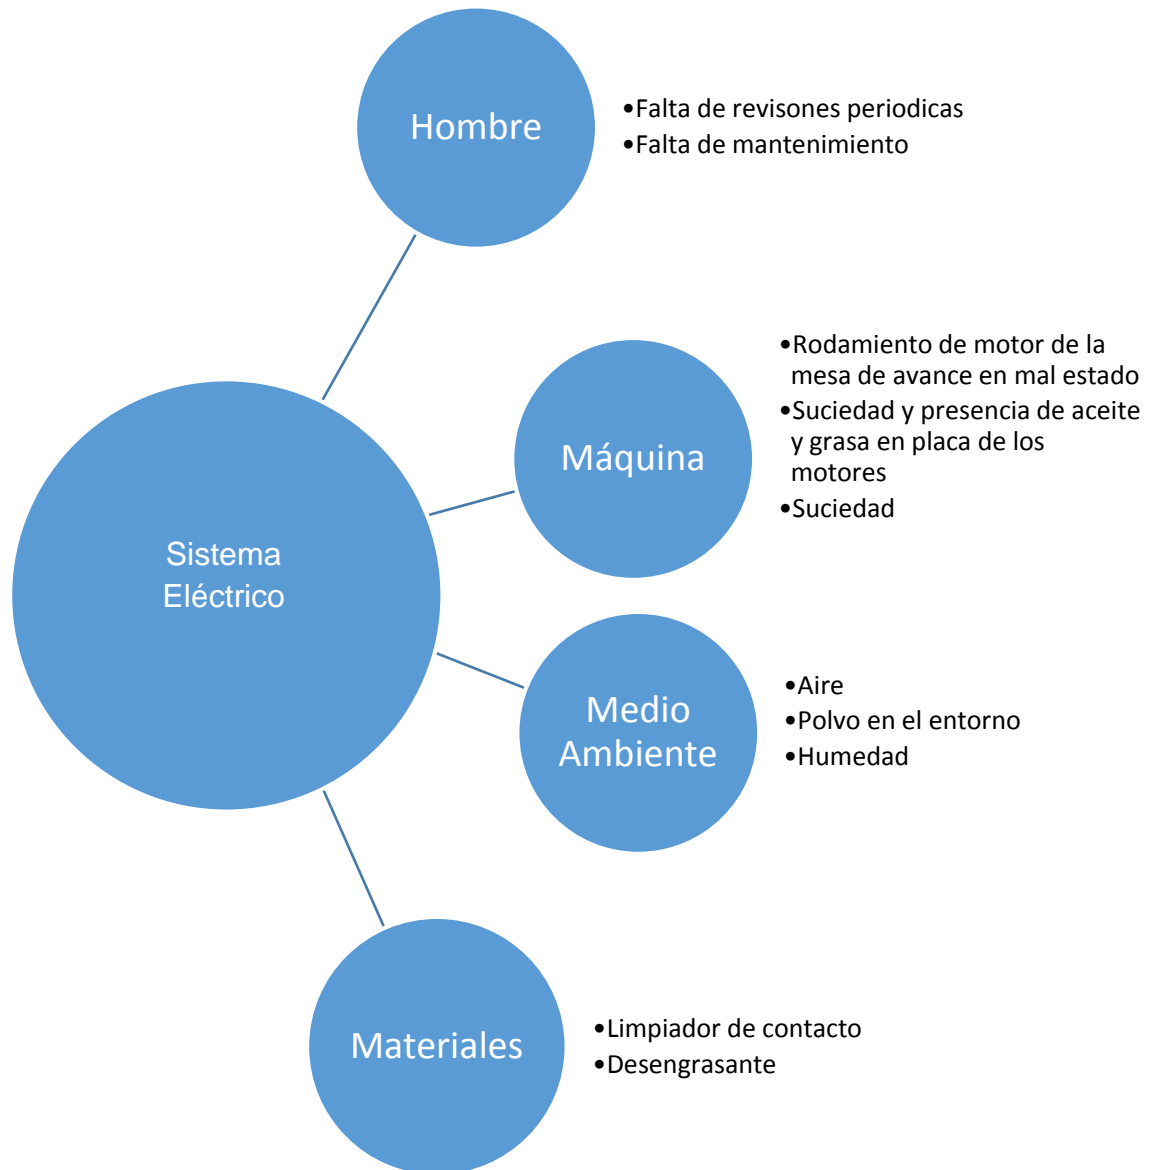 Hombre
•Falta de revisones periodicas
•Falta de mantenimiento
Máquina
•Rodamiento de motor de la
mesa de avance en mal estado
•Suciedad y presencia de aceite
y grasa en placa de los
motores
•Suciedad
Sistema
Eléctrico
Medio
Ambiente
•Aire
•Polvo en el entorno
•Humedad
Materiales
•Limpiador de contacto
•Desengrasante